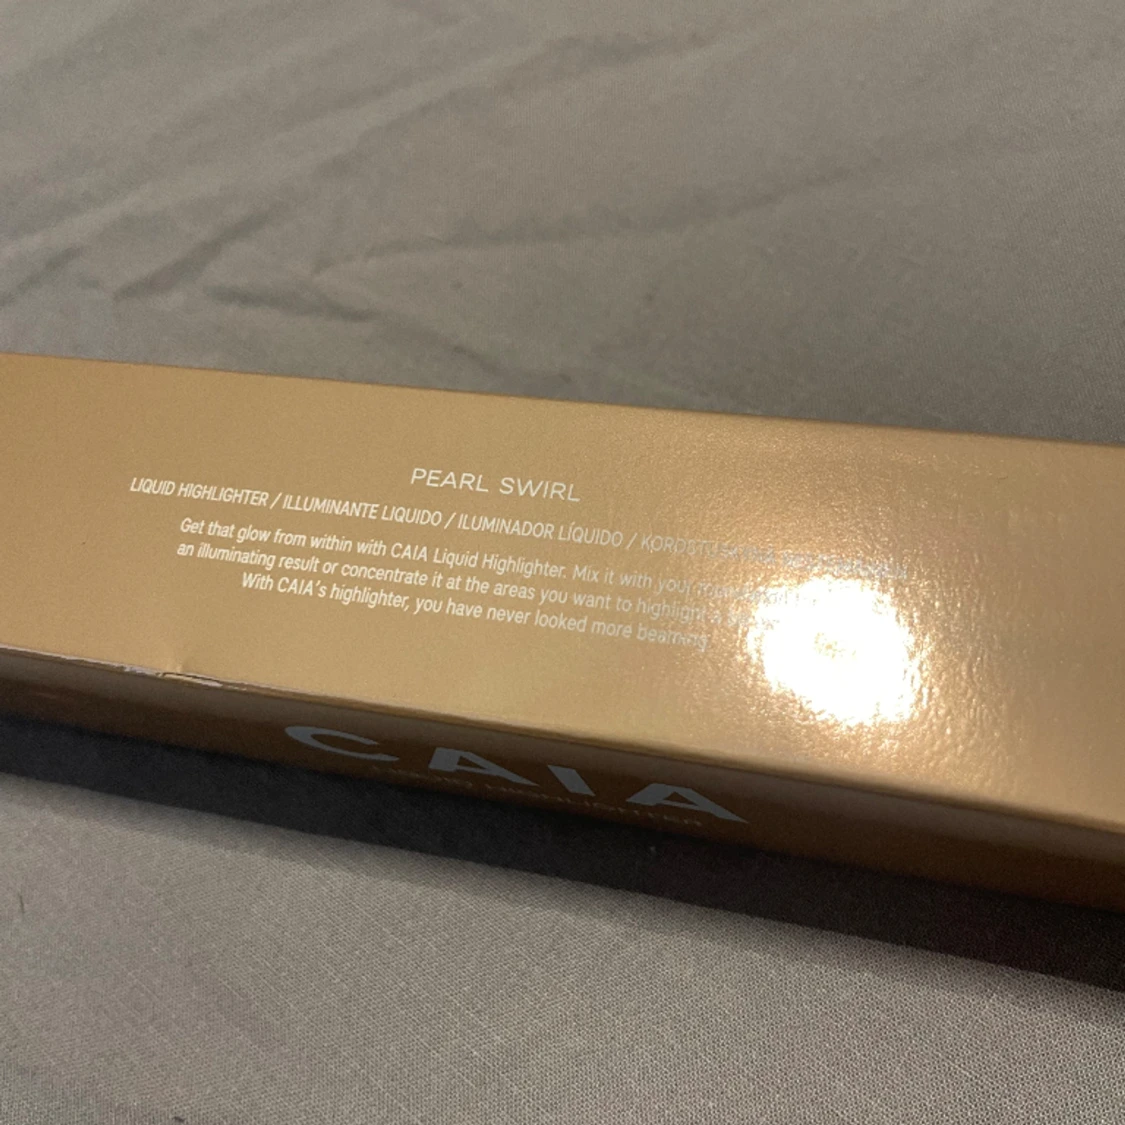 PEARL SWIRL
LIQUID HIGHLIGHTER / ILLUMINANTE LIQUIDO / ILUMINADOR LÍQUIDO /
Get that glow from within with CAIA Liquid Highlighter. Mix it with your
an illuminating result or concentrate it at the areas you want to highlight
With CAIA's highlighter, you have never looked more beaming.
CAIA
LIQUID HIGHLIGHTER